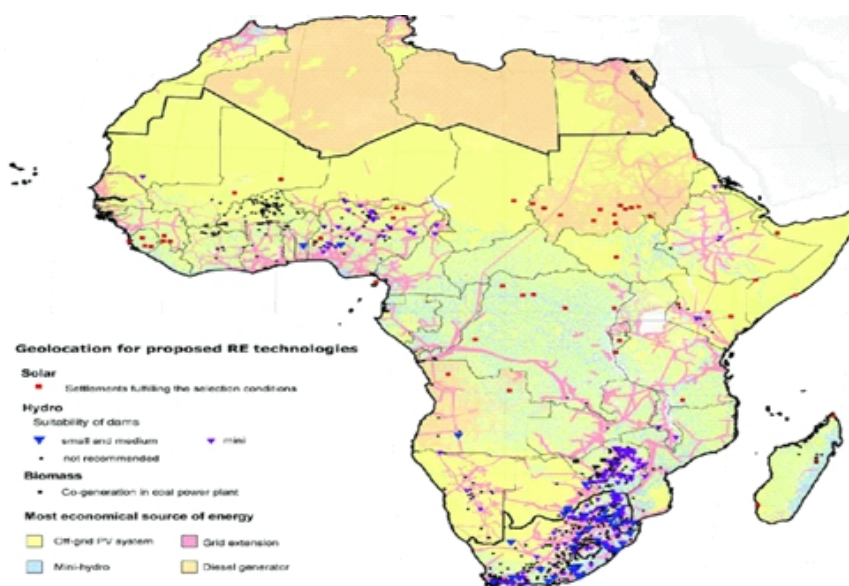 Geolocation for proposed RE technologies
Solar
Settlements fulfilling the selection conditions
Hydro
Suitability of dams
small and medium
mini
not recommended
Biomass
Co-generation in coal power plant
Most economical source of energy
Off-grid PV system
Grid extension
Mini-hydro
Diesel generator